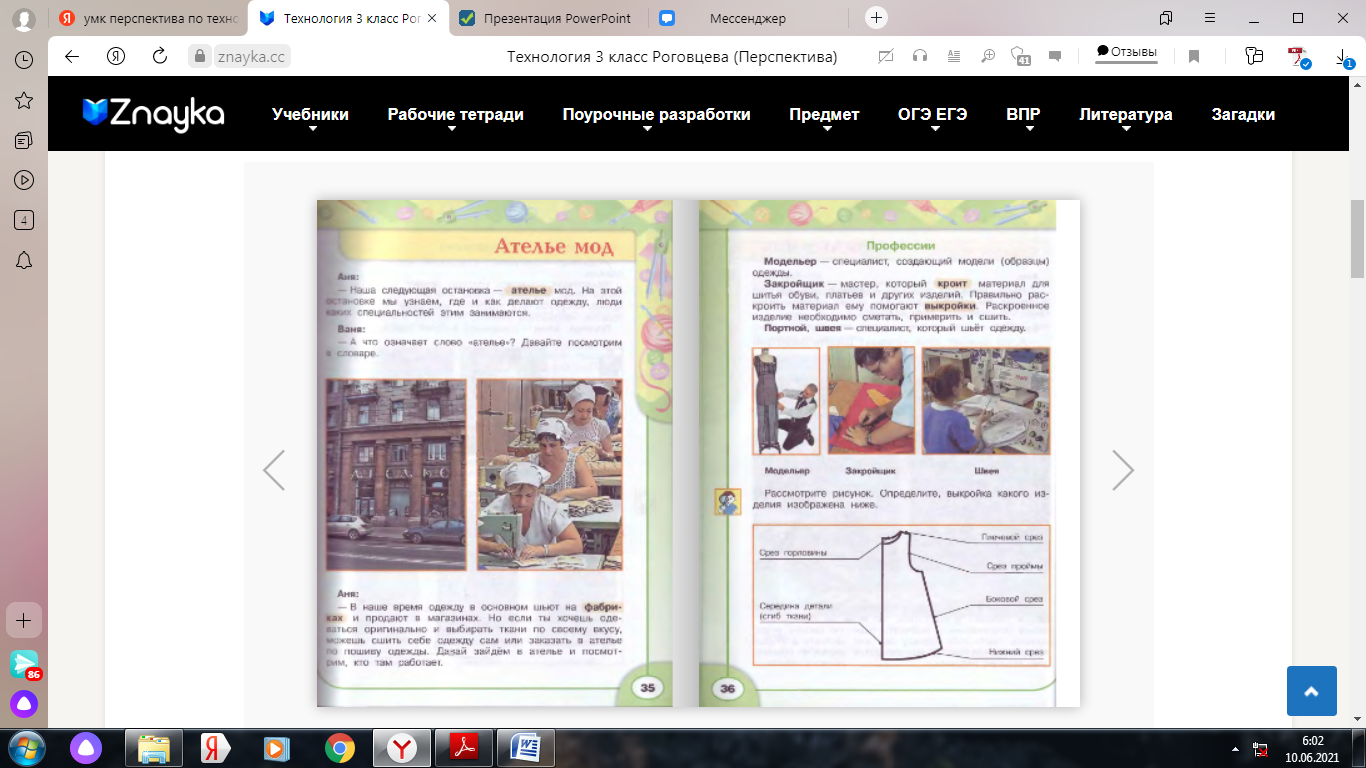 умк перспектива по техно
Технология 3 класс Рог
Презентация PowerPoint
Мессенджер
znayka.cc
Технология 3 класс Роговцева (Перспектива)
41
Отзывы
1
4
86
Znayka
Учебники
Рабочие тетради
Поурочные разработки
Предмет
ОГЭ ЕГЭ
ВПР
Литература
Загадки
Ателье мод
Аня:
— Наша следующая остановка — ателье мод. На этой
остановке мы узнаем, где и как делают одежду, люди
каких специальностей этим занимаются.
Ваня:
— А что означает слово «ателье»? Давайте посмотрим
в словаре.
Аня:
— В наше время одежду в основном шьют на фабри-
ках и продают в магазинах. Но если ты хочешь оде-
ваться оригинально и выбирать ткани по своему вкусу,
можешь сшить себе одежду сам или заказать в ателье
по пошиву одежды. Давай зайдём в ателье и посмот-
рим, кто там работает.
35
Профессии
Модельер — специалист, создающий модели (образцы)
одежды.
Закройщик — мастер, который кроит материал для
шитья обуви, платьев и других изделий. Правильно рас-
кроить материал ему помогают выкройки. Раскроенное
изделие необходимо сметать, примерить и сшить.
Портной, швея — специалист, который шьёт одежду.
Модельер
Закройщик
Швея
Рассмотрите рисунок. Определите, выкройка какого из-
делия изображена ниже.
Срез горловины
Плечевой срез
Срез проймы
Боковой срез
Середина детали
(сгиб ткани)
Нижний срез
36
6:02
10.06.2021